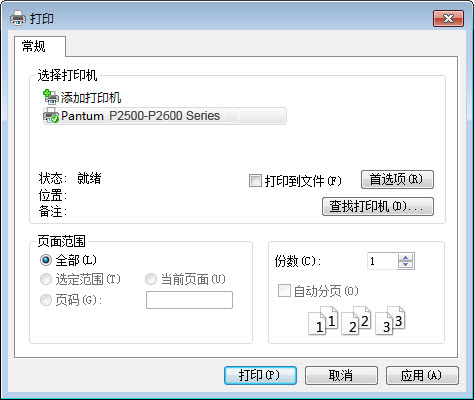 打印
常规
选择打印机
添加打印机
Pantum P2500-P2600 Series
状态: 就绪
位置:
备注:
打印到文件(F)
首选项(R)
查找打印机(D)...
页面范围
全部(L)
选定范围(T) 当前页面(U)
页码(G):
份数(C): 1
自动分页(O)
1 1 2 2 3 3
打印(P) 取消 应用(A)